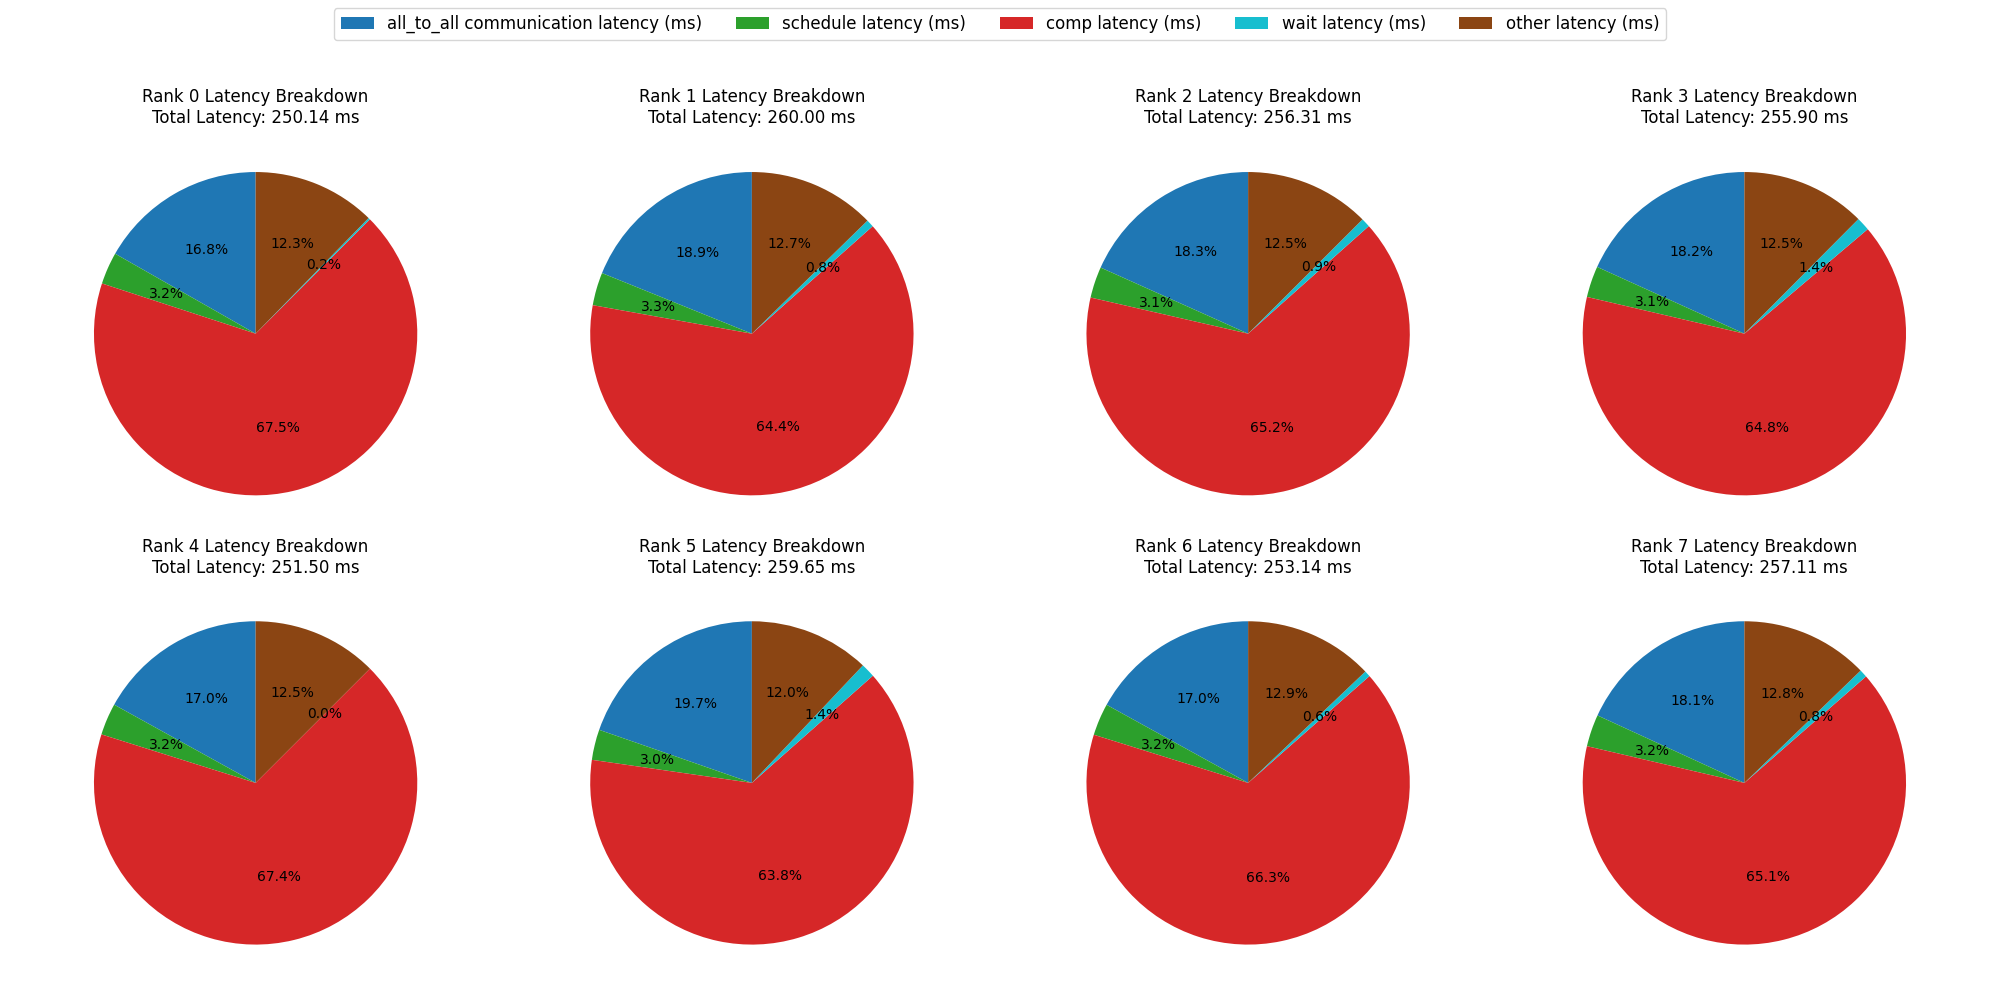 all_to_all communication latency (ms) schedule latency (ms) comp latency (ms) wait latency (ms) other latency (ms)
Rank 0 Latency Breakdown
Total Latency: 250.14 ms
16.8%
12.3%
0.2%
3.2%
67.5%
Rank 1 Latency Breakdown
Total Latency: 260.00 ms
18.9%
12.7%
0.8%
3.3%
64.4%
Rank 2 Latency Breakdown
Total Latency: 256.31 ms
18.3%
12.5%
0.9%
3.1%
65.2%
Rank 3 Latency Breakdown
Total Latency: 255.90 ms
18.2%
12.5%
1.4%
3.1%
64.8%
Rank 4 Latency Breakdown
Total Latency: 251.50 ms
17.0%
12.5%
0.0%
3.2%
67.4%
Rank 5 Latency Breakdown
Total Latency: 259.65 ms
19.7%
12.0%
1.4%
3.0%
63.8%
Rank 6 Latency Breakdown
Total Latency: 253.14 ms
17.0%
12.9%
0.6%
3.2%
66.3%
Rank 7 Latency Breakdown
Total Latency: 257.11 ms
18.1%
12.8%
0.8%
3.2%
65.1%